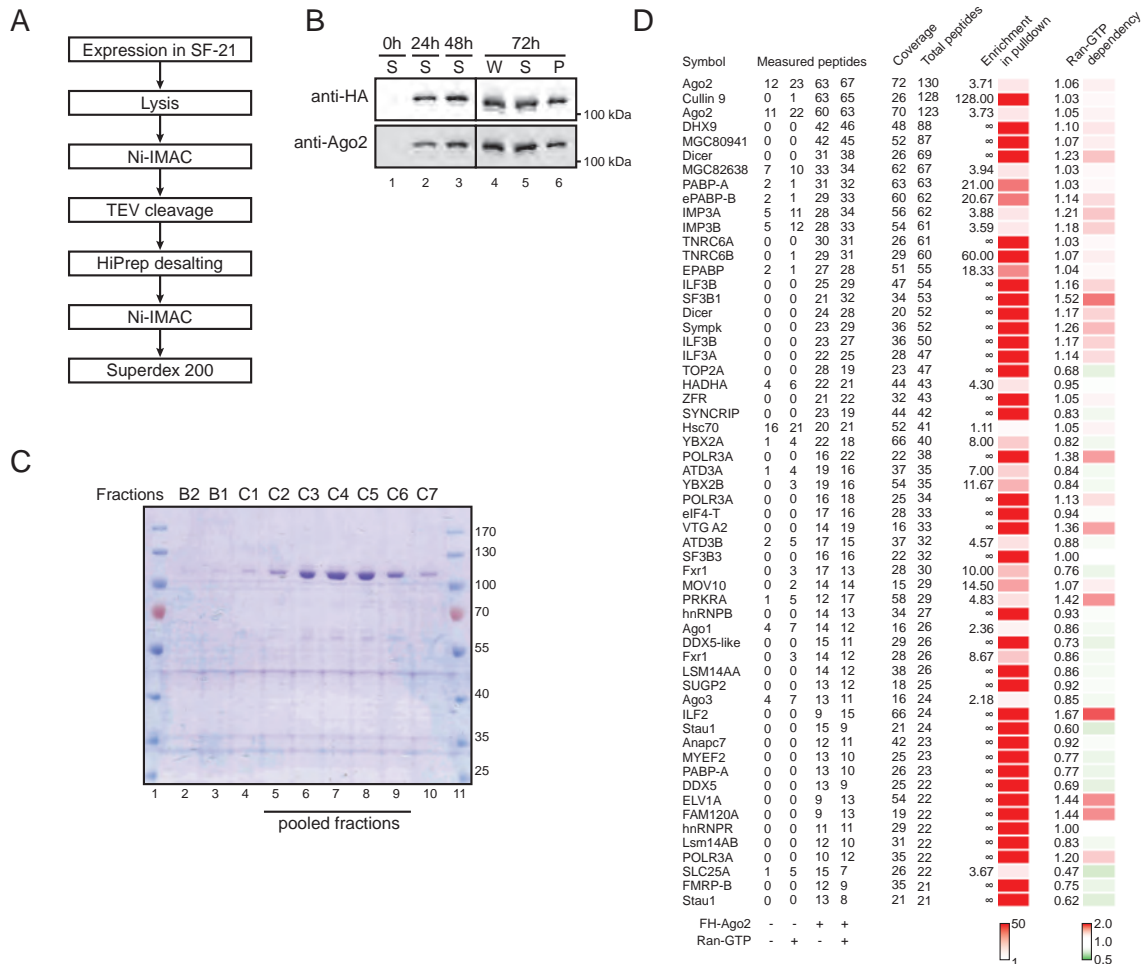 A
Expression in SF-21
Lysis
Ni-IMAC
TEV cleavage
HiPrep desalting
Ni-IMAC
Superdex 200
B
0h 24h 48h 72h
S S S W S P
anti-HA
100 kDa
anti-Ago2
100 kDa
1 2 3 4 5 6
C
Fractions B2 B1 C1 C2 C3 C4 C5 C6 C7
170
130
100
70
55
40
35
25
1 2 3 4 5 6 7 8 9 10 11
pooled fractions
D
Symbol Measured peptides Coverage Total peptides Enrichment in pulldown Ran-GTP dependency
Ago2 12 23 63 67 72 130 3.71 1.06
Cullin 9 0 1 63 65 26 128 128.00 1.03
Ago2 11 22 60 63 70 123 3.73 1.05
DHX9 0 0 42 46 48 88 ∞ 1.10
MGC80941 0 0 42 45 52 87 ∞ 1.07
Dicer 0 0 31 38 26 69 ∞ 1.23
MGC82638 7 10 33 34 62 67 3.94 1.03
PABP-A 2 1 31 32 63 63 21.00 1.03
ePABP-B 2 1 29 33 60 62 20.67 1.14
IMP3A 5 11 28 34 56 62 3.88 1.21
IMP3B 5 12 28 33 54 61 3.59 1.18
TNRC6A 0 0 30 31 26 61 ∞ 1.03
TNRC6B 0 1 29 31 29 60 60.00 1.07
EPABP 2 1 27 28 51 55 18.33 1.04
ILF3B 0 0 25 29 47 54 ∞ 1.16
SF3B1 0 0 21 32 34 53 ∞ 1.52
Dicer 0 0 24 28 20 52 ∞ 1.17
Sympk 0 0 23 29 36 52 ∞ 1.26
ILF3B 0 0 23 27 36 50 ∞ 1.17
ILF3A 0 0 22 25 28 47 ∞ 1.14
TOP2A 0 0 28 19 23 47 ∞ 0.68
HADHA 4 6 22 21 44 43 4.30 0.95
ZFR 0 0 21 22 32 43 ∞ 1.05
SYNCRIP 0 0 23 19 44 42 ∞ 0.83
Hsc70 16 21 20 21 52 41 1.11 1.05
YBX2A 1 4 22 18 66 40 8.00 0.82
POLR3A 0 0 16 22 22 38 ∞ 1.38
ATD3A 1 4 19 16 37 35 7.00 0.84
YBX2B 0 3 19 16 54 35 11.67 0.84
POLR3A 0 0 16 18 25 34 ∞ 1.13
eIF4-T 0 0 17 16 28 33 ∞ 0.94
VTG A2 0 0 14 19 16 33 ∞ 1.36
ATD3B 2 5 17 15 37 32 4.57 0.88
SF3B3 0 0 16 16 22 32 ∞ 1.00
Fxr1 0 3 17 13 28 30 10.00 0.76
MOV10 0 2 14 14 15 29 14.50 1.07
PRKRA 1 5 12 17 58 29 4.83 1.42
hnRNPB 0 0 14 13 34 27 ∞ 0.93
Ago1 4 7 14 12 16 26 2.36 0.86
DDX5-like 0 0 15 11 29 26 ∞ 0.73
Fxr1 0 3 14 12 28 26 8.67 0.86
LSM14AA 0 0 14 12 38 26 ∞ 0.86
SUGP2 0 0 13 12 18 25 ∞ 0.92
Ago3 4 7 13 11 16 24 2.18 0.85
ILF2 0 0 9 15 66 24 ∞ 1.67
Stau1 0 0 15 9 21 24 ∞ 0.60
Anapc7 0 0 12 11 42 23 ∞ 0.92
MYEF2 0 0 13 10 25 23 ∞ 0.77
PABP-A 0 0 13 10 26 23 ∞ 0.77
DDX5 0 0 13 9 25 22 ∞ 0.69
ELV1A 0 0 9 13 54 22 ∞ 1.44
FAM120A 0 0 9 13 19 22 ∞ 1.44
hnRNPR 0 0 11 11 29 22 ∞ 1.00
Lsm14AB 0 0 12 10 31 22 ∞ 0.83
POLR3A 0 0 10 12 35 22 ∞ 1.20
SLC25A 1 5 15 7 26 22 3.67 0.47
FMRP-B 0 0 12 9 35 21 ∞ 0.75
Stau1 0 0 13 8 21 21 ∞ 0.62
FH-Ago2 - - + +
Ran-GTP - + - +
50
1
2.0
1.0
0.5